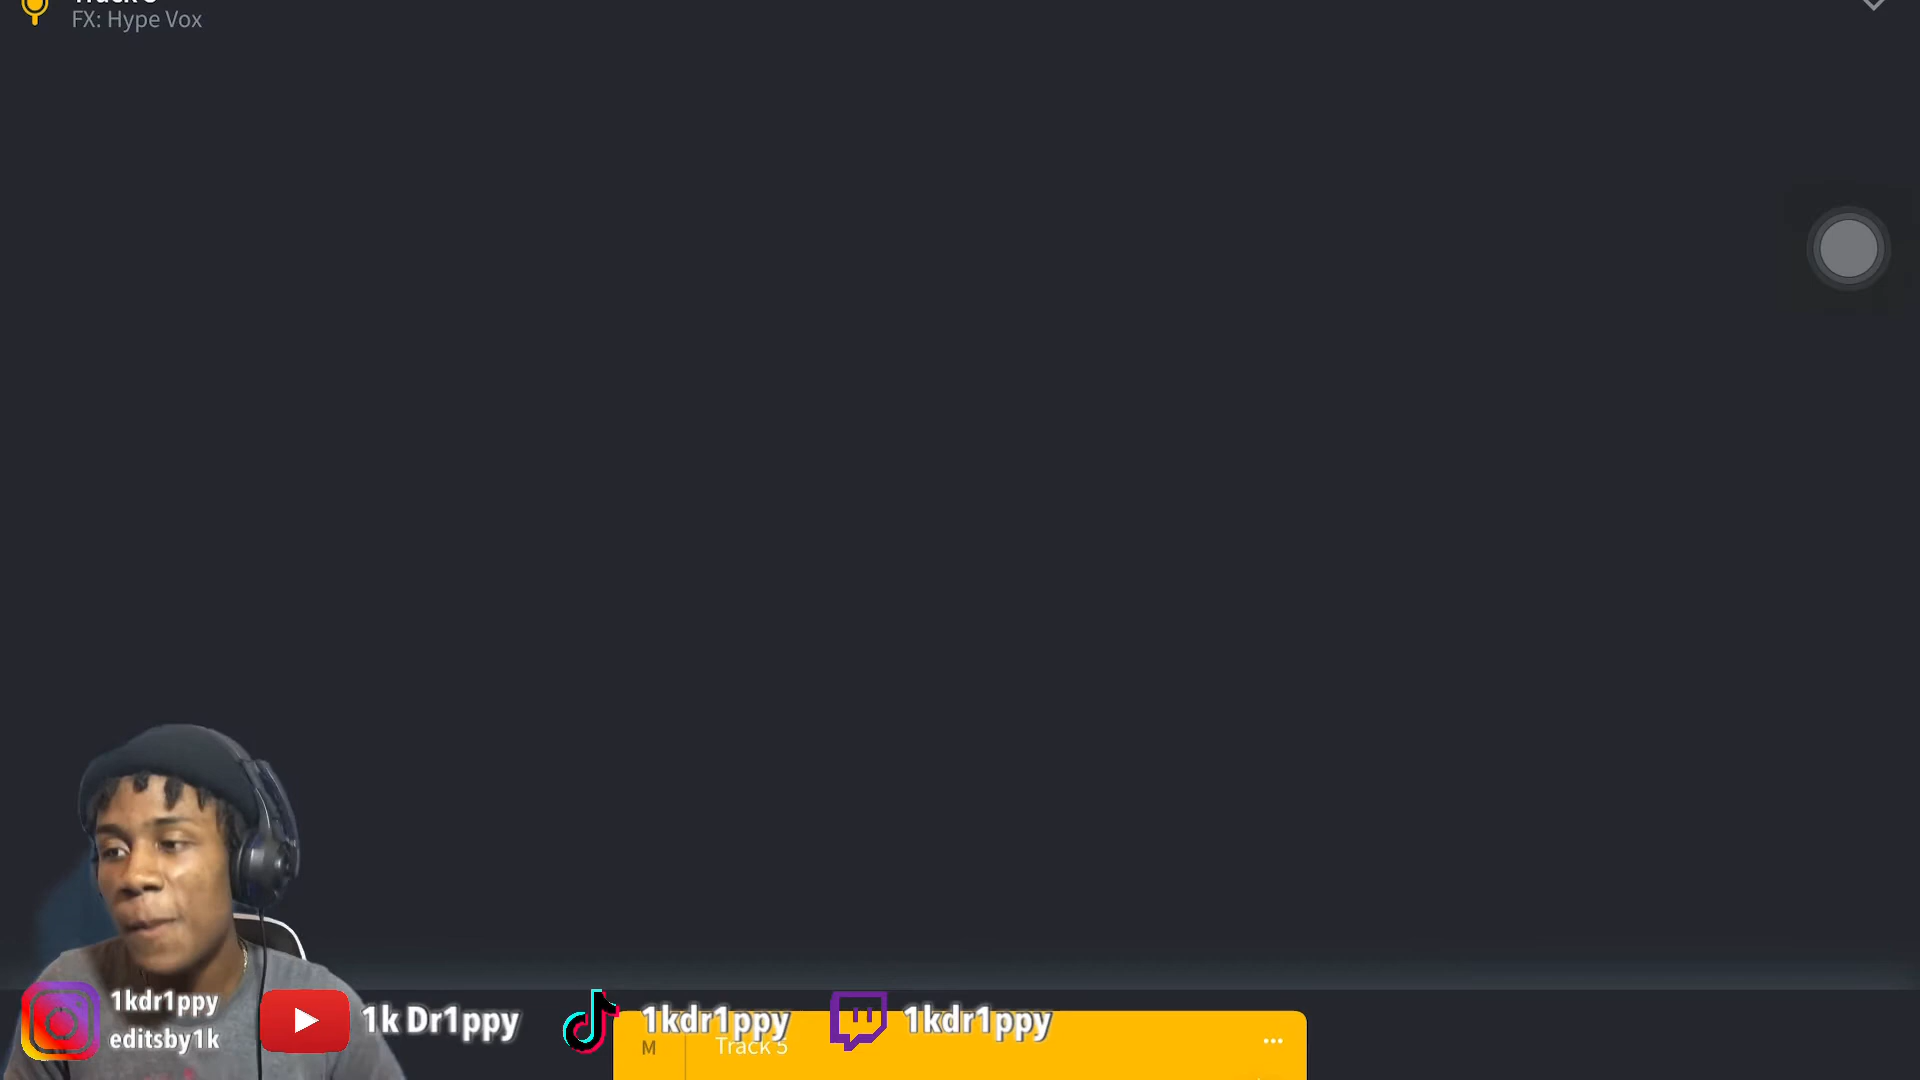 FX: Hype Vox
1kdr1ppy
editsby1k
1k Dr1ppy
1kdr1ppy
1kdr1ppy
M
Track 5